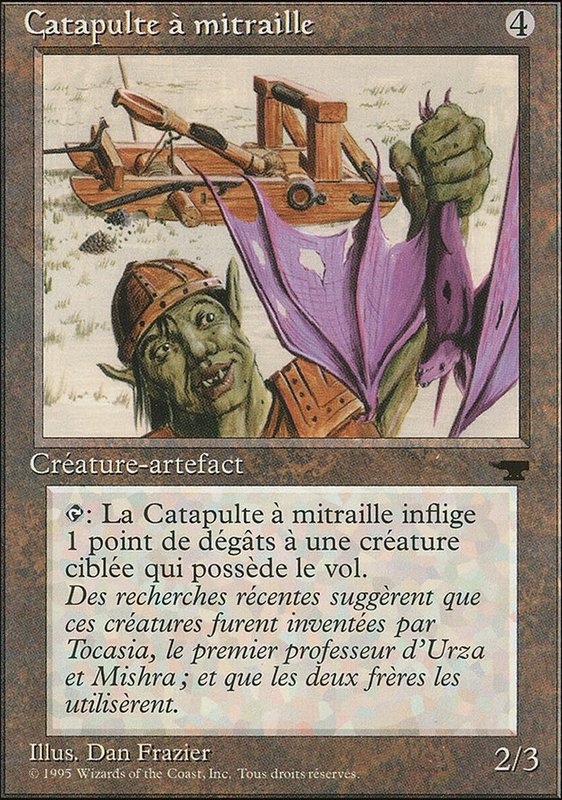 Catapulte à mitraille
4
Créature-artefact
: La Catapulte à mitraille inflige
1 point de dégâts à une créature
ciblée qui possède le vol.
Des recherches récentes suggèrent que
ces créatures furent inventées par
Tocasia, le premier professeur d'Urza
et Mishra ; et que les deux frères les
utilisèrent.
Illus. Dan Frazier
© 1995 Wizards of the Coast, Inc. Tous droits réservés.
2/3